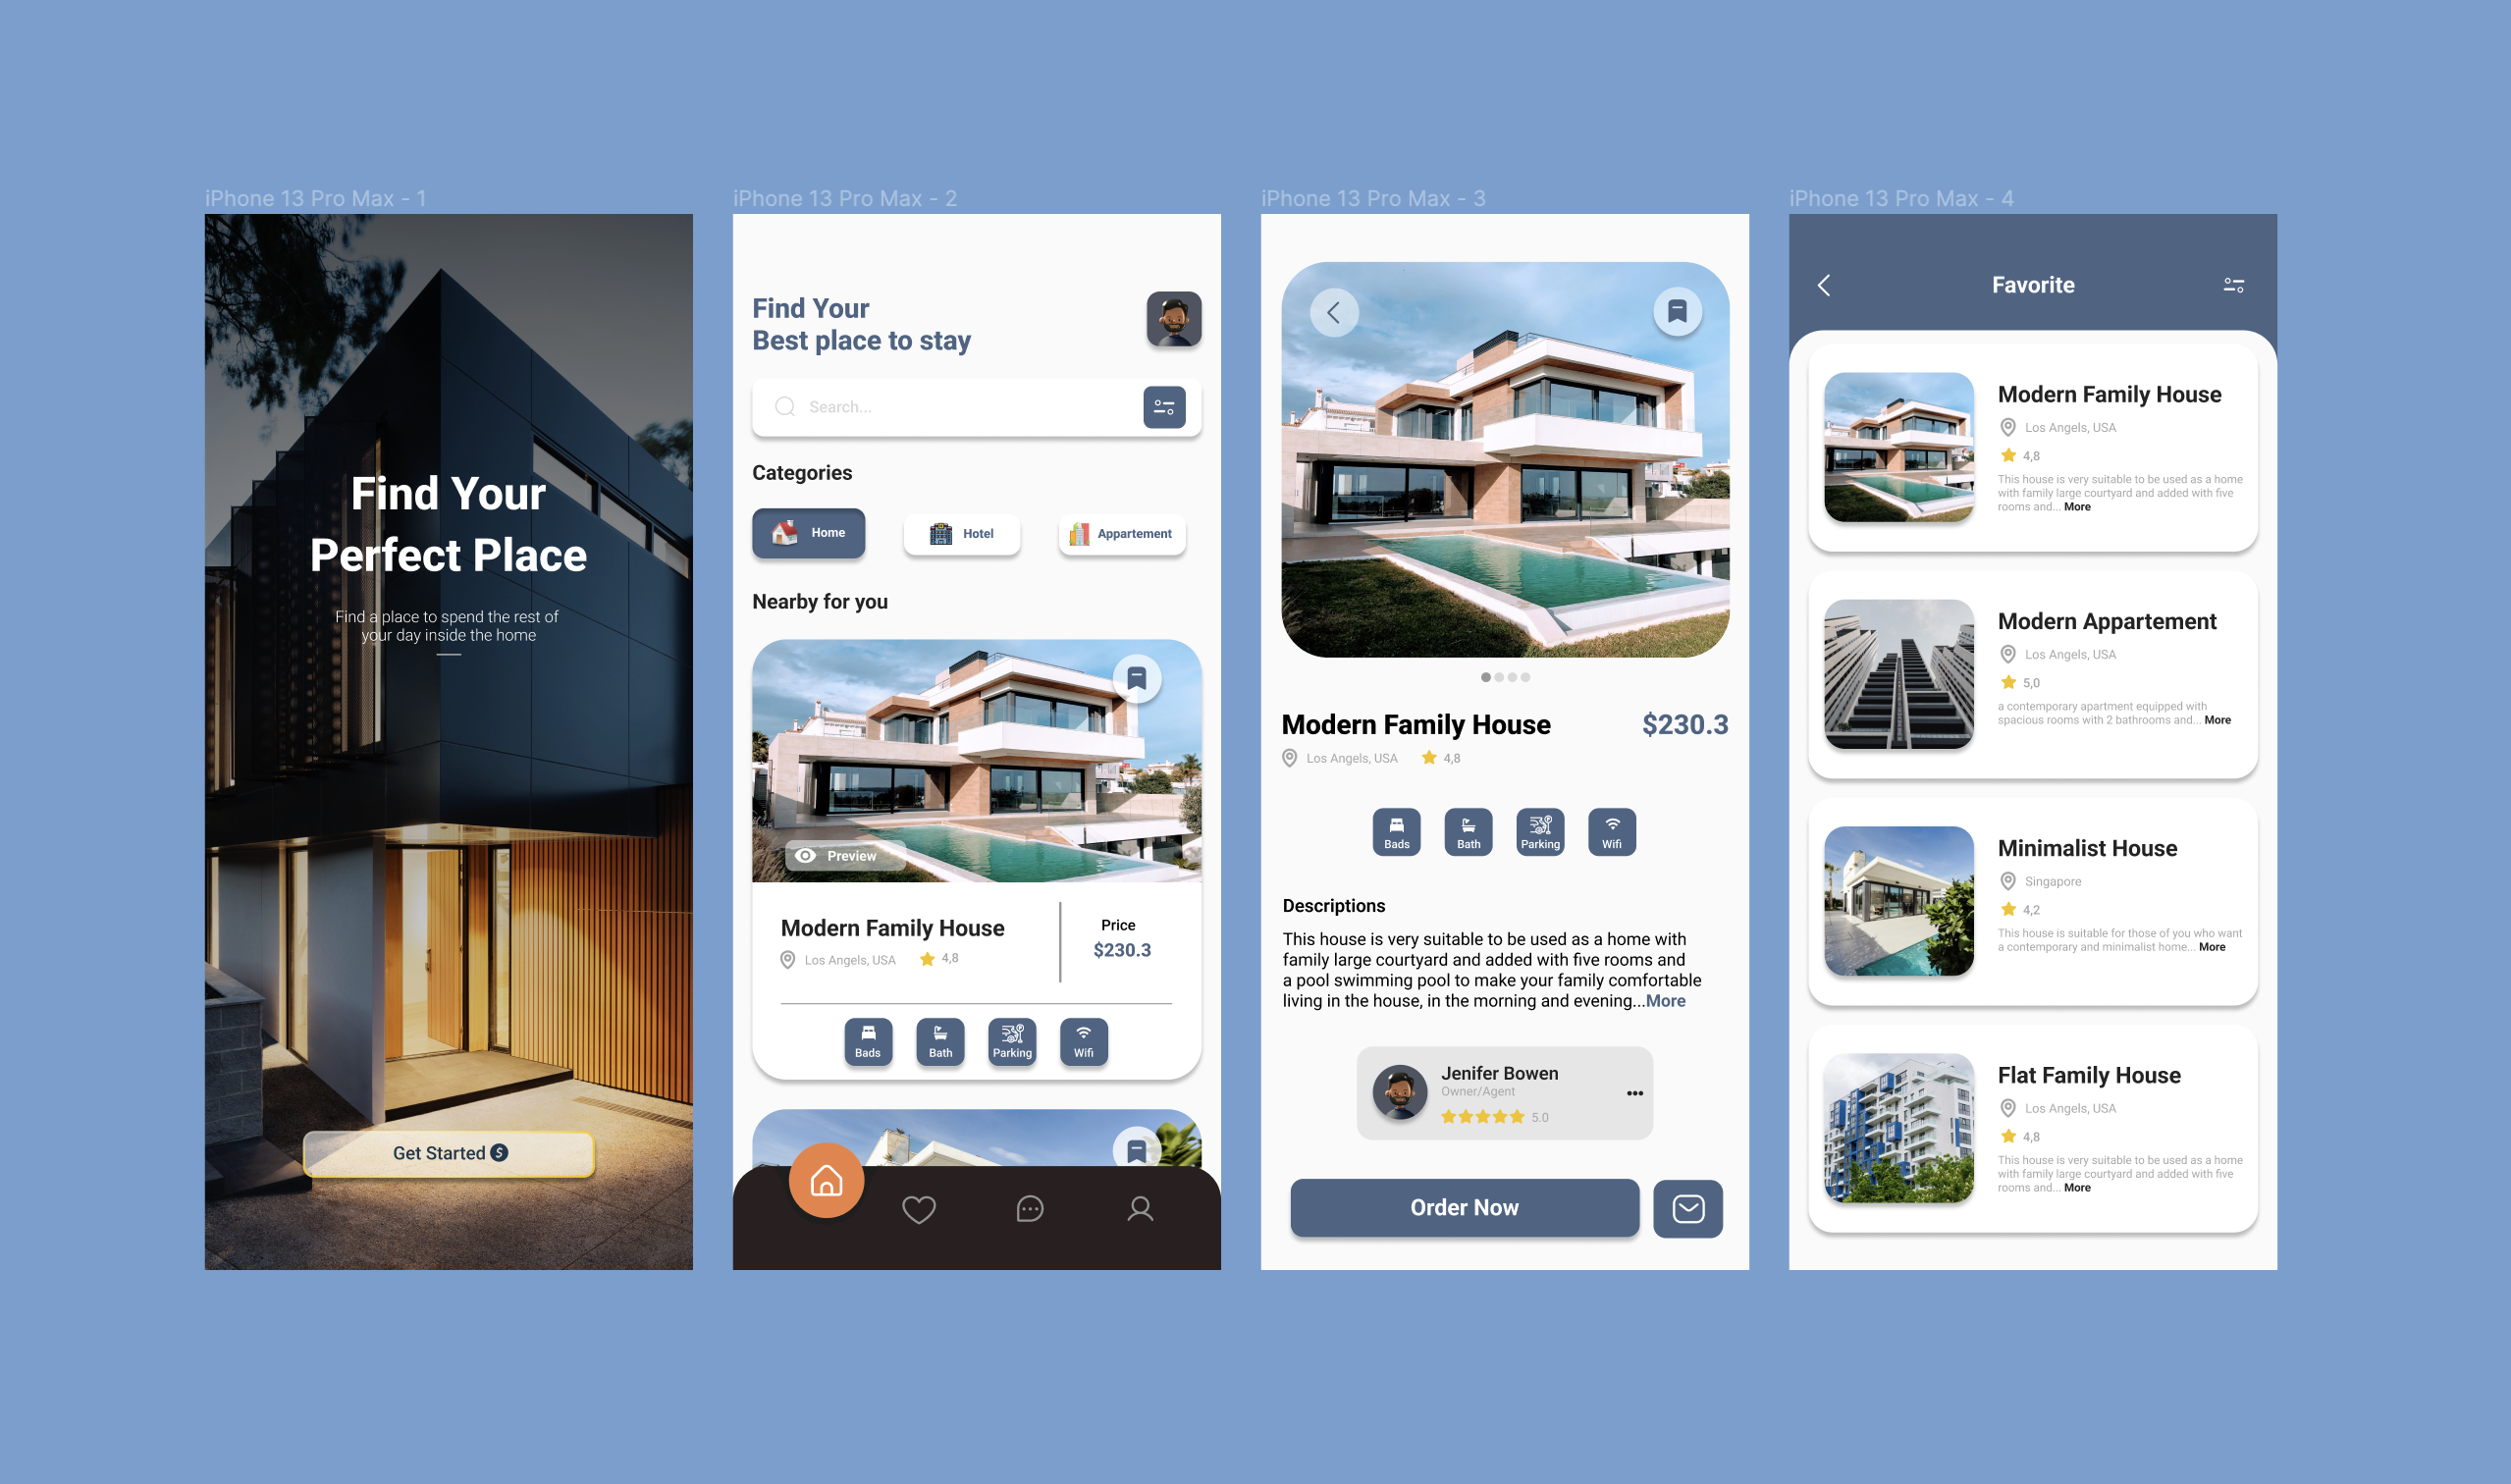 iPhone 13 Pro Max - 1
Find Your
Perfect Place
Find a place to spend the rest of
your day inside the home
Get Started
iPhone 13 Pro Max - 2
Find Your
Best place to stay
Search...
Categories
Home
Hotel
Appartement
Nearby for you
Preview
Modern Family House
Los Angels, USA
4,8
Price
$230.3
Bads
Bath
Parking
Wifi
iPhone 13 Pro Max - 3
Modern Family House
$230.3
Los Angels, USA
4,8
Bads
Bath
Parking
Wifi
Descriptions
This house is very suitable to be used as a home with
family large courtyard and added with five rooms and
a pool swimming pool to make your family comfortable
living in the house, in the morning and evening...More
Jenifer Bowen
Owner/Agent
5.0
Order Now
iPhone 13 Pro Max - 4
Favorite
Modern Family House
Los Angels, USA
4,8
This house is very suitable to be used as a home
with family large courtyard and added with five
rooms and... More
Modern Appartement
Los Angels, USA
5,0
a contemporary apartment equipped with
spacious rooms with 2 bathrooms and... More
Minimalist House
Singapore
4,2
This house is suitable for those of you who want
a contemporary and minimalist home... More
Flat Family House
Los Angels, USA
4,8
This house is very suitable to be used as a home
with family large courtyard and added with five
rooms and... More